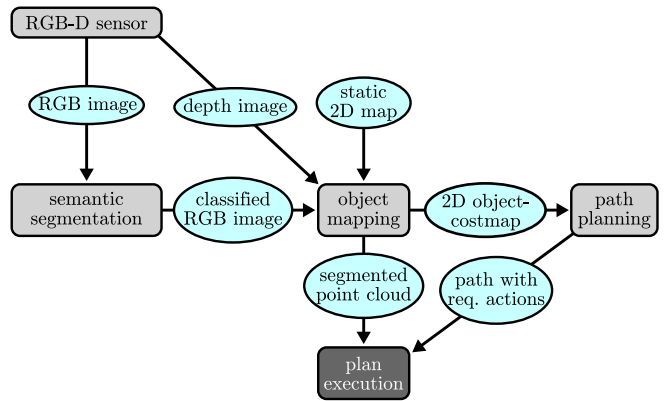 RGB-D sensor
RGB image
depth image
static
2D map
semantic
segmentation
classified
RGB image
object
mapping
2D object-
costmap
path
planning
segmented
point cloud
path with
req. actions
plan
execution